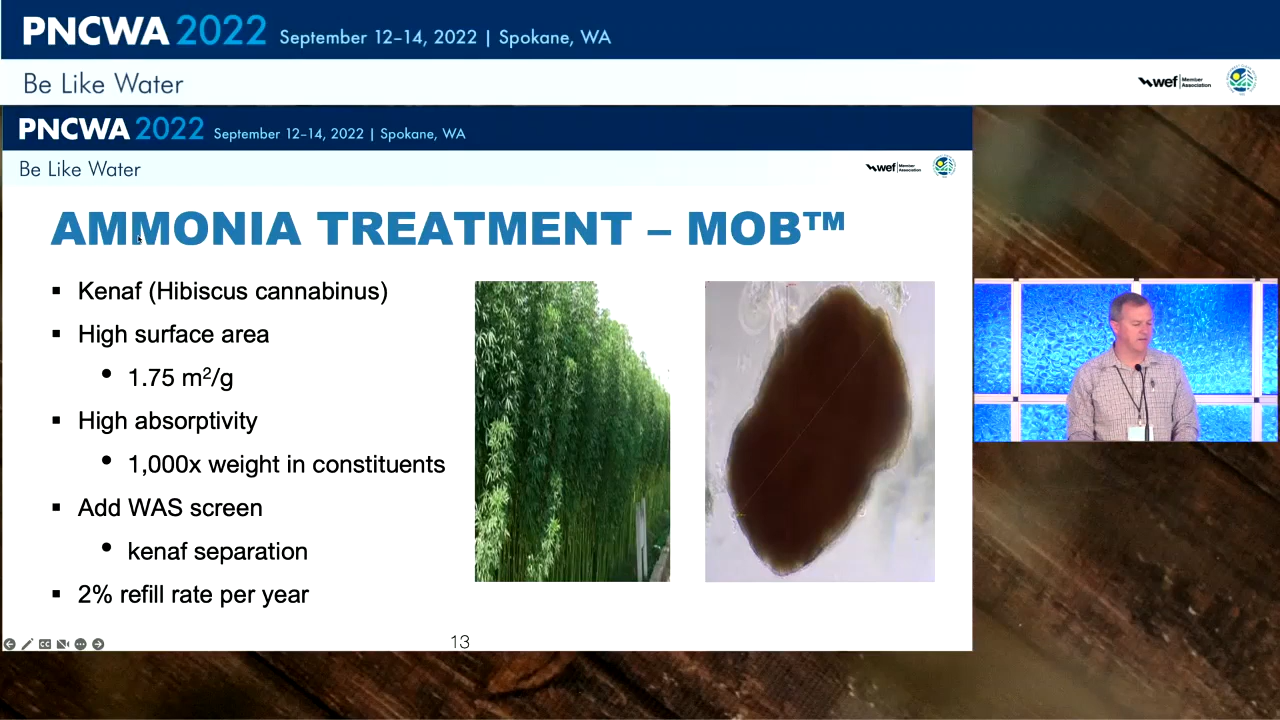 PNCWA 2022 September 12–14, 2022 | Spokane, WA
Be Like Water
wef Member Association
PNCWA 2022 September 12–14, 2022 | Spokane, WA
Be Like Water
wef Member Association
AMMONIA TREATMENT – MOB™
▪ Kenaf (Hibiscus cannabinus)
▪ High surface area
• 1.75 m²/g
▪ High absorptivity
• 1,000x weight in constituents
▪ Add WAS screen
• kenaf separation
▪ 2% refill rate per year
CC
13